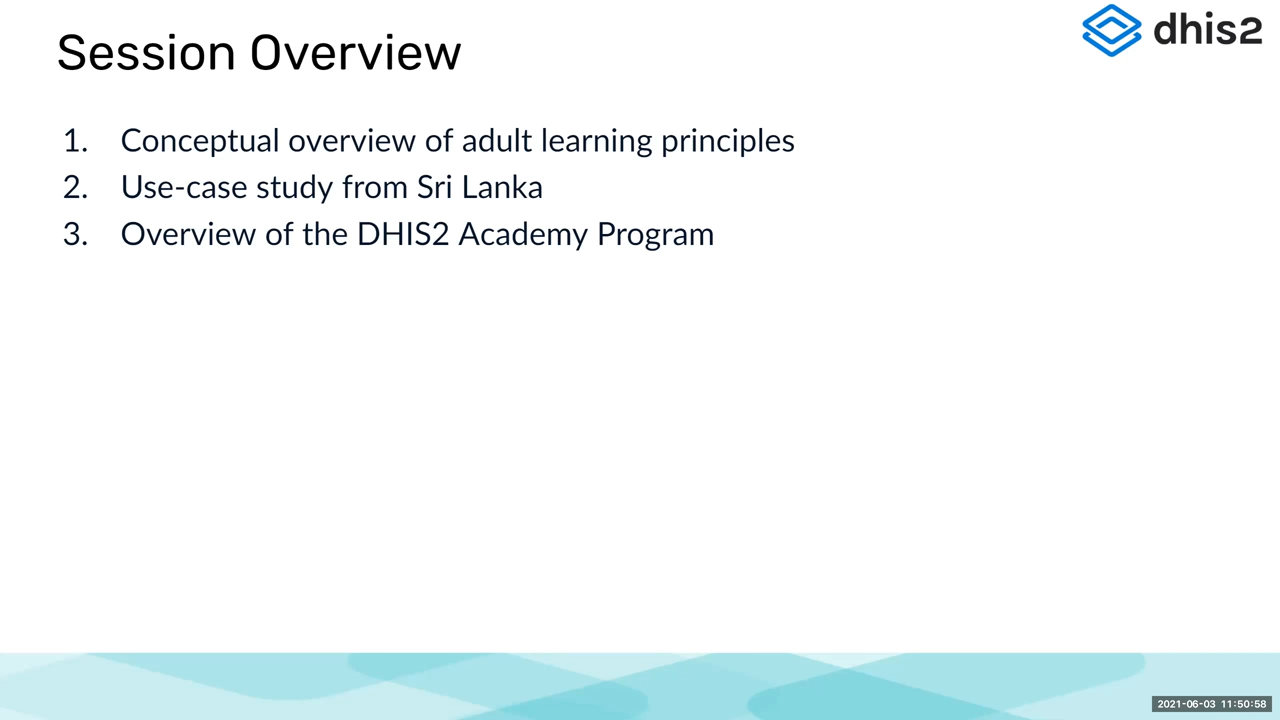 Session Overview
dhis2
1. Conceptual overview of adult learning principles
2. Use-case study from Sri Lanka
3. Overview of the DHIS2 Academy Program
2021-06-03 11:50:58